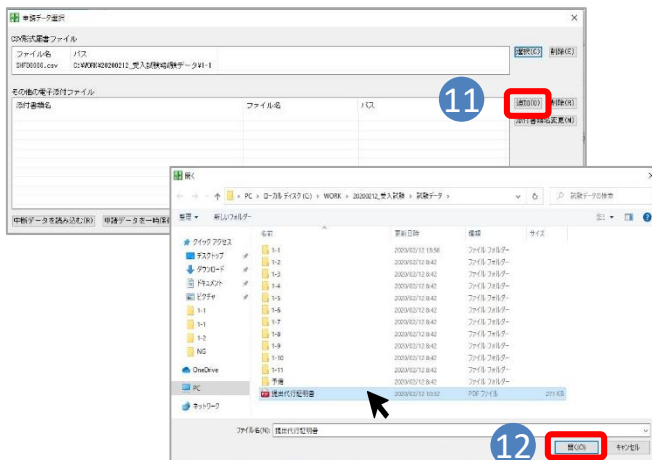 申請データ選択
CSV形式届書ファイル
ファイル名 パス
SHFD0006.csv C:¥WORK¥20200212_受入試験¥試験データ¥1-1
選択(C) 削除(E)
その他の電子添付ファイル
添付書類名 ファイル名 パス
11
追加(O) 削除(R)
添付書類名変更(N)
中断データを読み込む(R)
開く
PC › ローカル ディスク (C:) › WORK › 20200212_受入試験 › 試験データ ›
試験データの検索
整理 新しいフォルダー
名前 更新日時 種類 サイズ
クイック アクセス
デスクトップ
ダウンロード
ドキュメント
ピクチャ
1-1
1-1
1-2
NG
OneDrive
PC
ネットワーク
1-1 2020/02/12 ファイル フォルダー
1-2 2020/02/12 8:42 ファイル フォルダー
1-3 2020/02/12 8:42 ファイル フォルダー
1-4 2020/02/12 8:42 ファイル フォルダー
1-5 2020/02/12 8:42 ファイル フォルダー
1-6 2020/02/12 8:42 ファイル フォルダー
1-7 2020/02/12 8:42 ファイル フォルダー
1-8 2020/02/12 8:42 ファイル フォルダー
1-9 2020/02/12 8:42 ファイル フォルダー
1-10 2020/02/12 8:42 ファイル フォルダー
1-11 2020/02/12 8:42 ファイル フォルダー
予備 2020/02/12 8:42 ファイル フォルダー
提出代行証明書 2020/02/12 10:32 PDF ファイル 271 KB
ファイル名(N): 提出代行証明書
12
開く(O) キャンセル